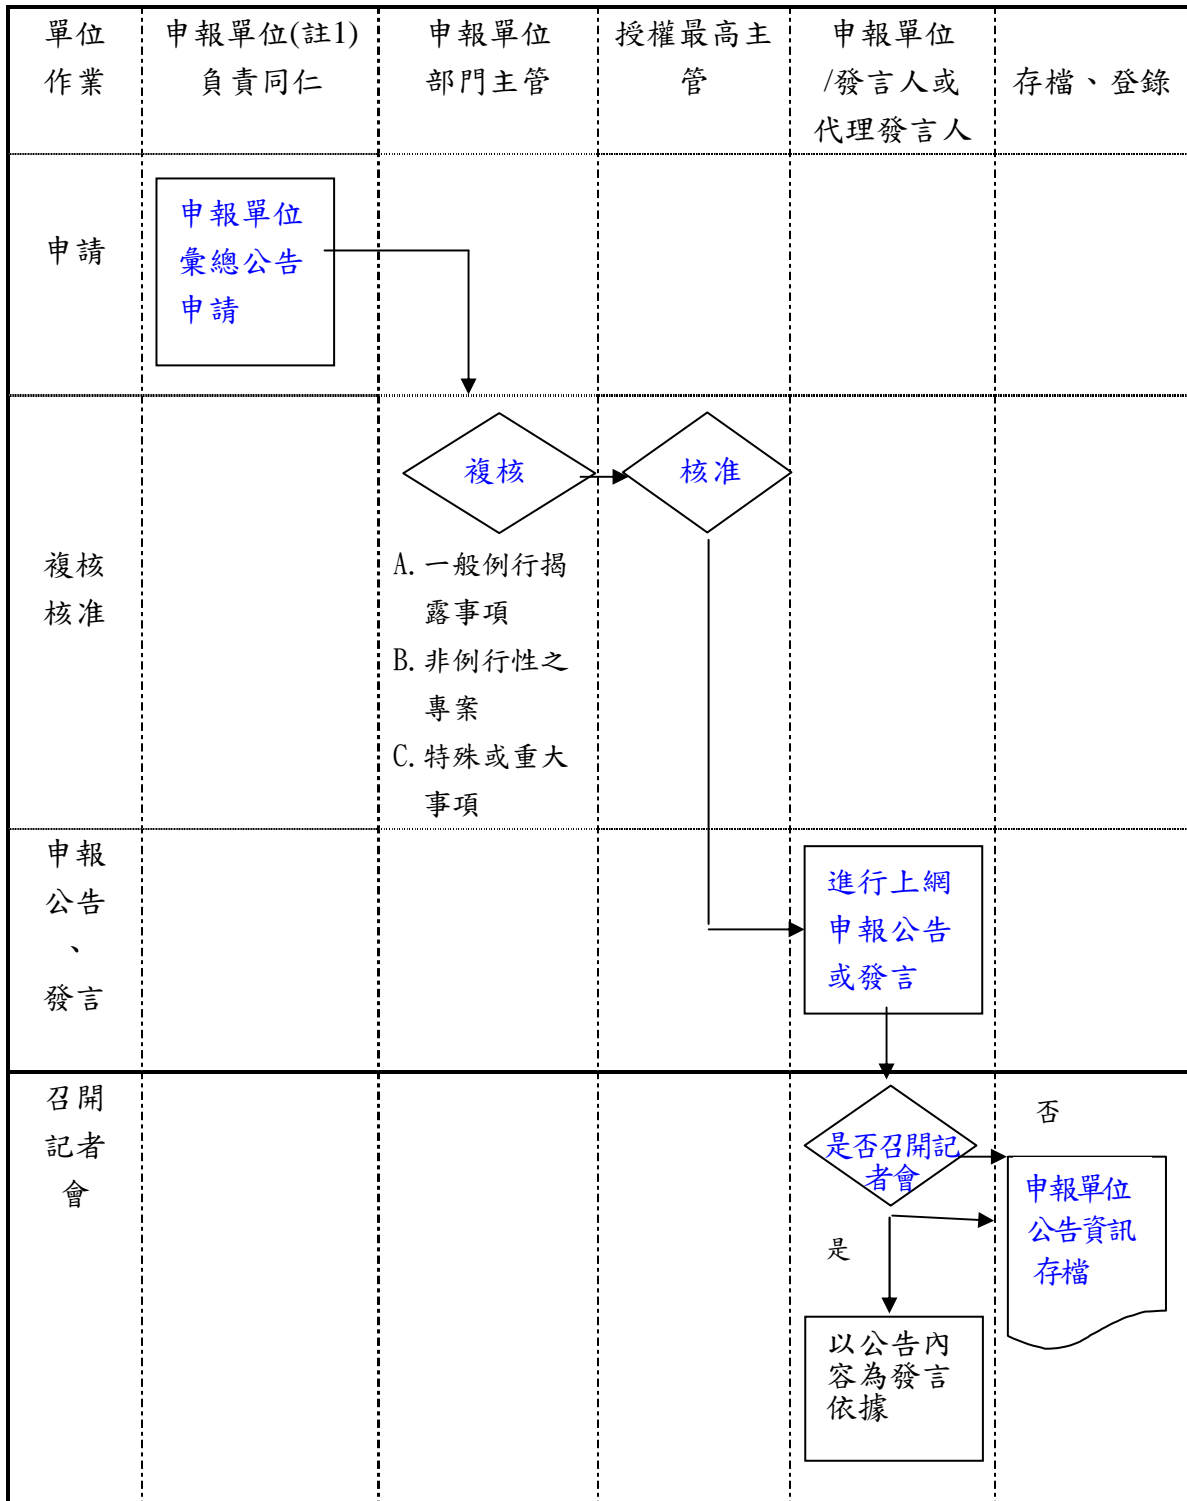 單位
作業
申報單位(註1)
負責同仁
申報單位
部門主管
授權最高主
管
申報單位
/發言人或
代理發言人
存檔、登錄
申請
申報單位
彙總公告
申請
複核
核准
複核
核准
A.一般例行揭
露事項
B.非例行性之
專案
C.特殊或重大
事項
申報
公告
、
發言
進行上網
申報公告
或發言
召開
記者
會
是否召開記
者會
否
申報單位
公告資訊
存檔
是
以公告內
容為發言
依據